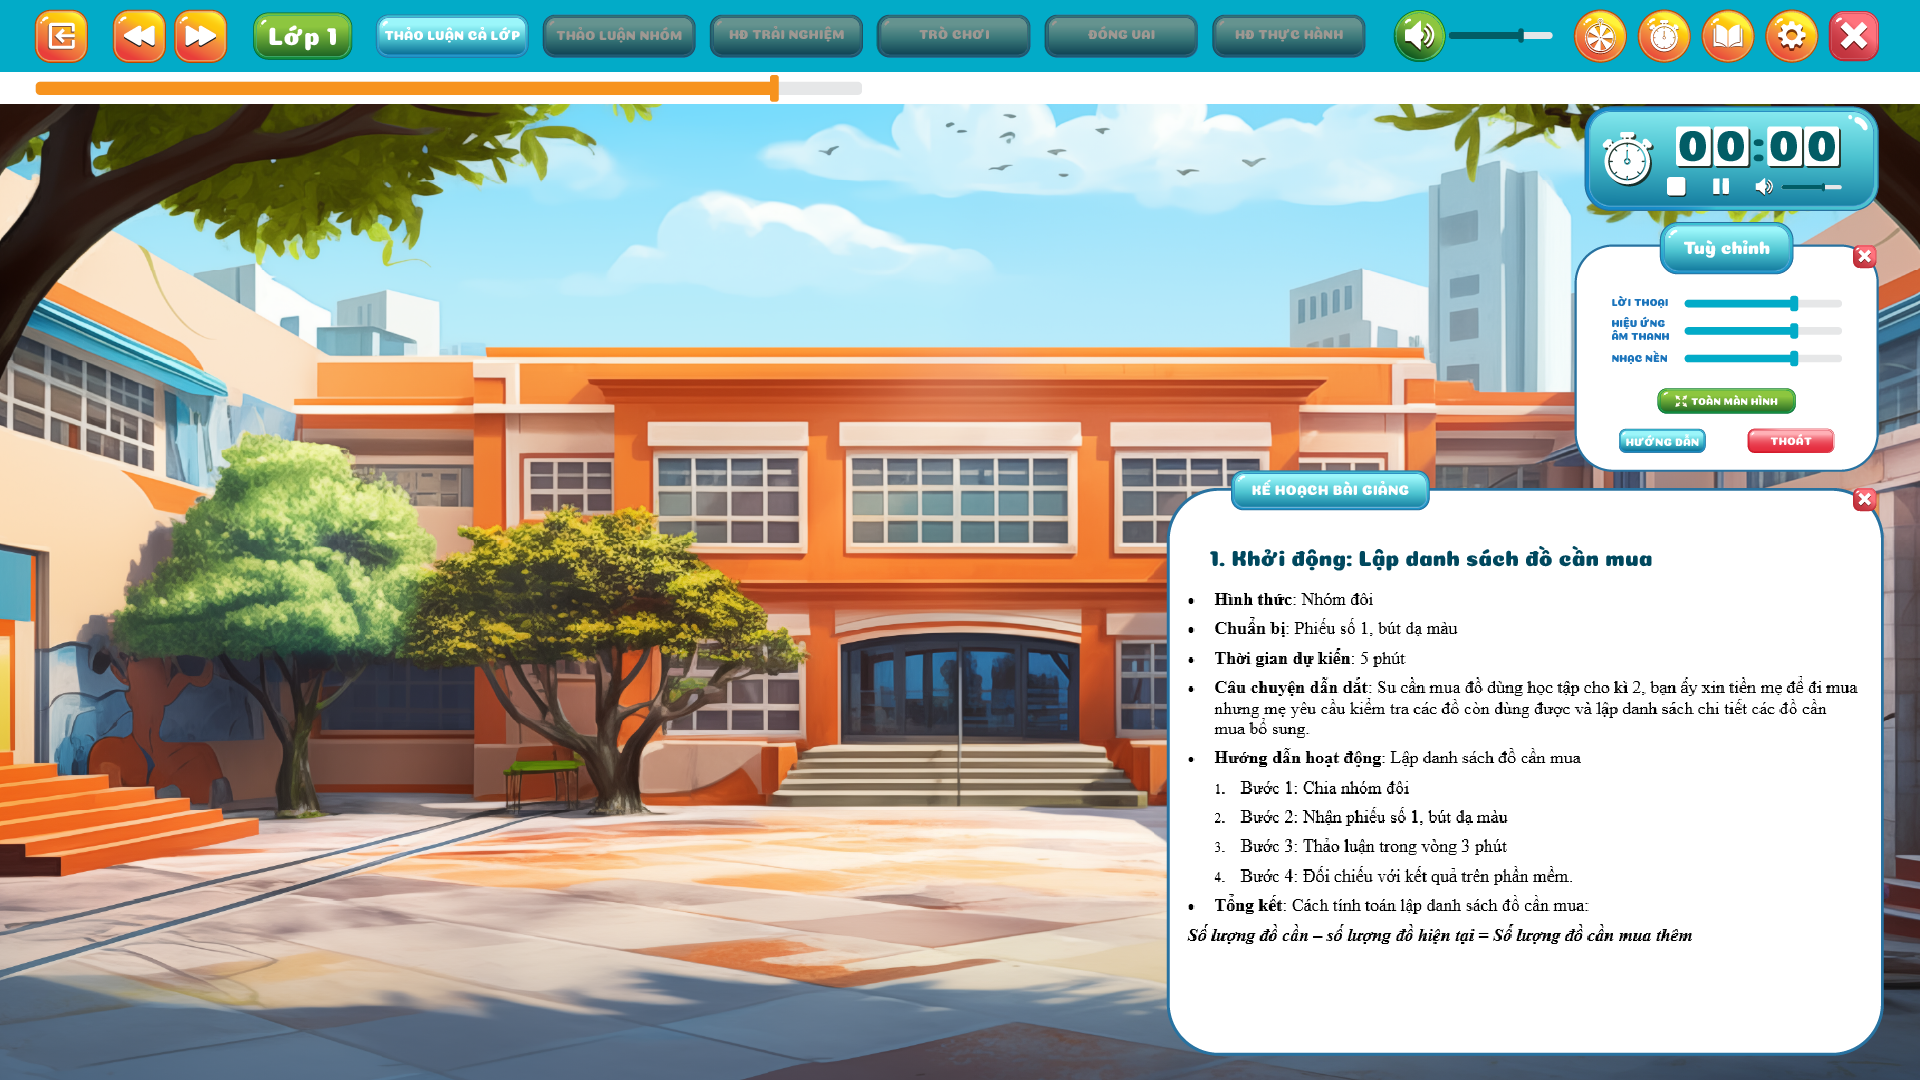 Lớp 1
THẢO LUẬN CẢ LỚP
THẢO LUẬN NHÓM
HĐ TRẢI NGHIỆM
TRÒ CHƠI
ĐÓNG VAI
HĐ THỰC HÀNH
00:00
Tuỳ chỉnh
LỜI THOẠI
HIỆU ỨNG
ÂM THANH
NHẠC NỀN
TOÀN MÀN HÌNH
HƯỚNG DẪN
THOÁT
KẾ HOẠCH BÀI GIẢNG
1. Khởi động: Lập danh sách đồ cần mua
• Hình thức: Nhóm đôi
• Chuẩn bị: Phiếu số 1, bút dạ màu
• Thời gian dự kiến: 5 phút
• Câu chuyện dẫn dắt: Su cần mua đồ dùng học tập cho kì 2, bạn ấy xin tiền mẹ để đi mua
nhưng mẹ yêu cầu kiểm tra các đồ còn dùng được và lập danh sách chi tiết các đồ cần
mua bổ sung.
• Hướng dẫn hoạt động: Lập danh sách đồ cần mua
1. Bước 1: Chia nhóm đôi
2. Bước 2: Nhận phiếu số 1, bút dạ màu
3. Bước 3: Thảo luận trong vòng 3 phút
4. Bước 4: Đối chiếu với kết quả trên phần mềm.
• Tổng kết: Cách tính toán lập danh sách đồ cần mua:
Số lượng đồ cần – số lượng đồ hiện tại = Số lượng đồ cần mua thêm